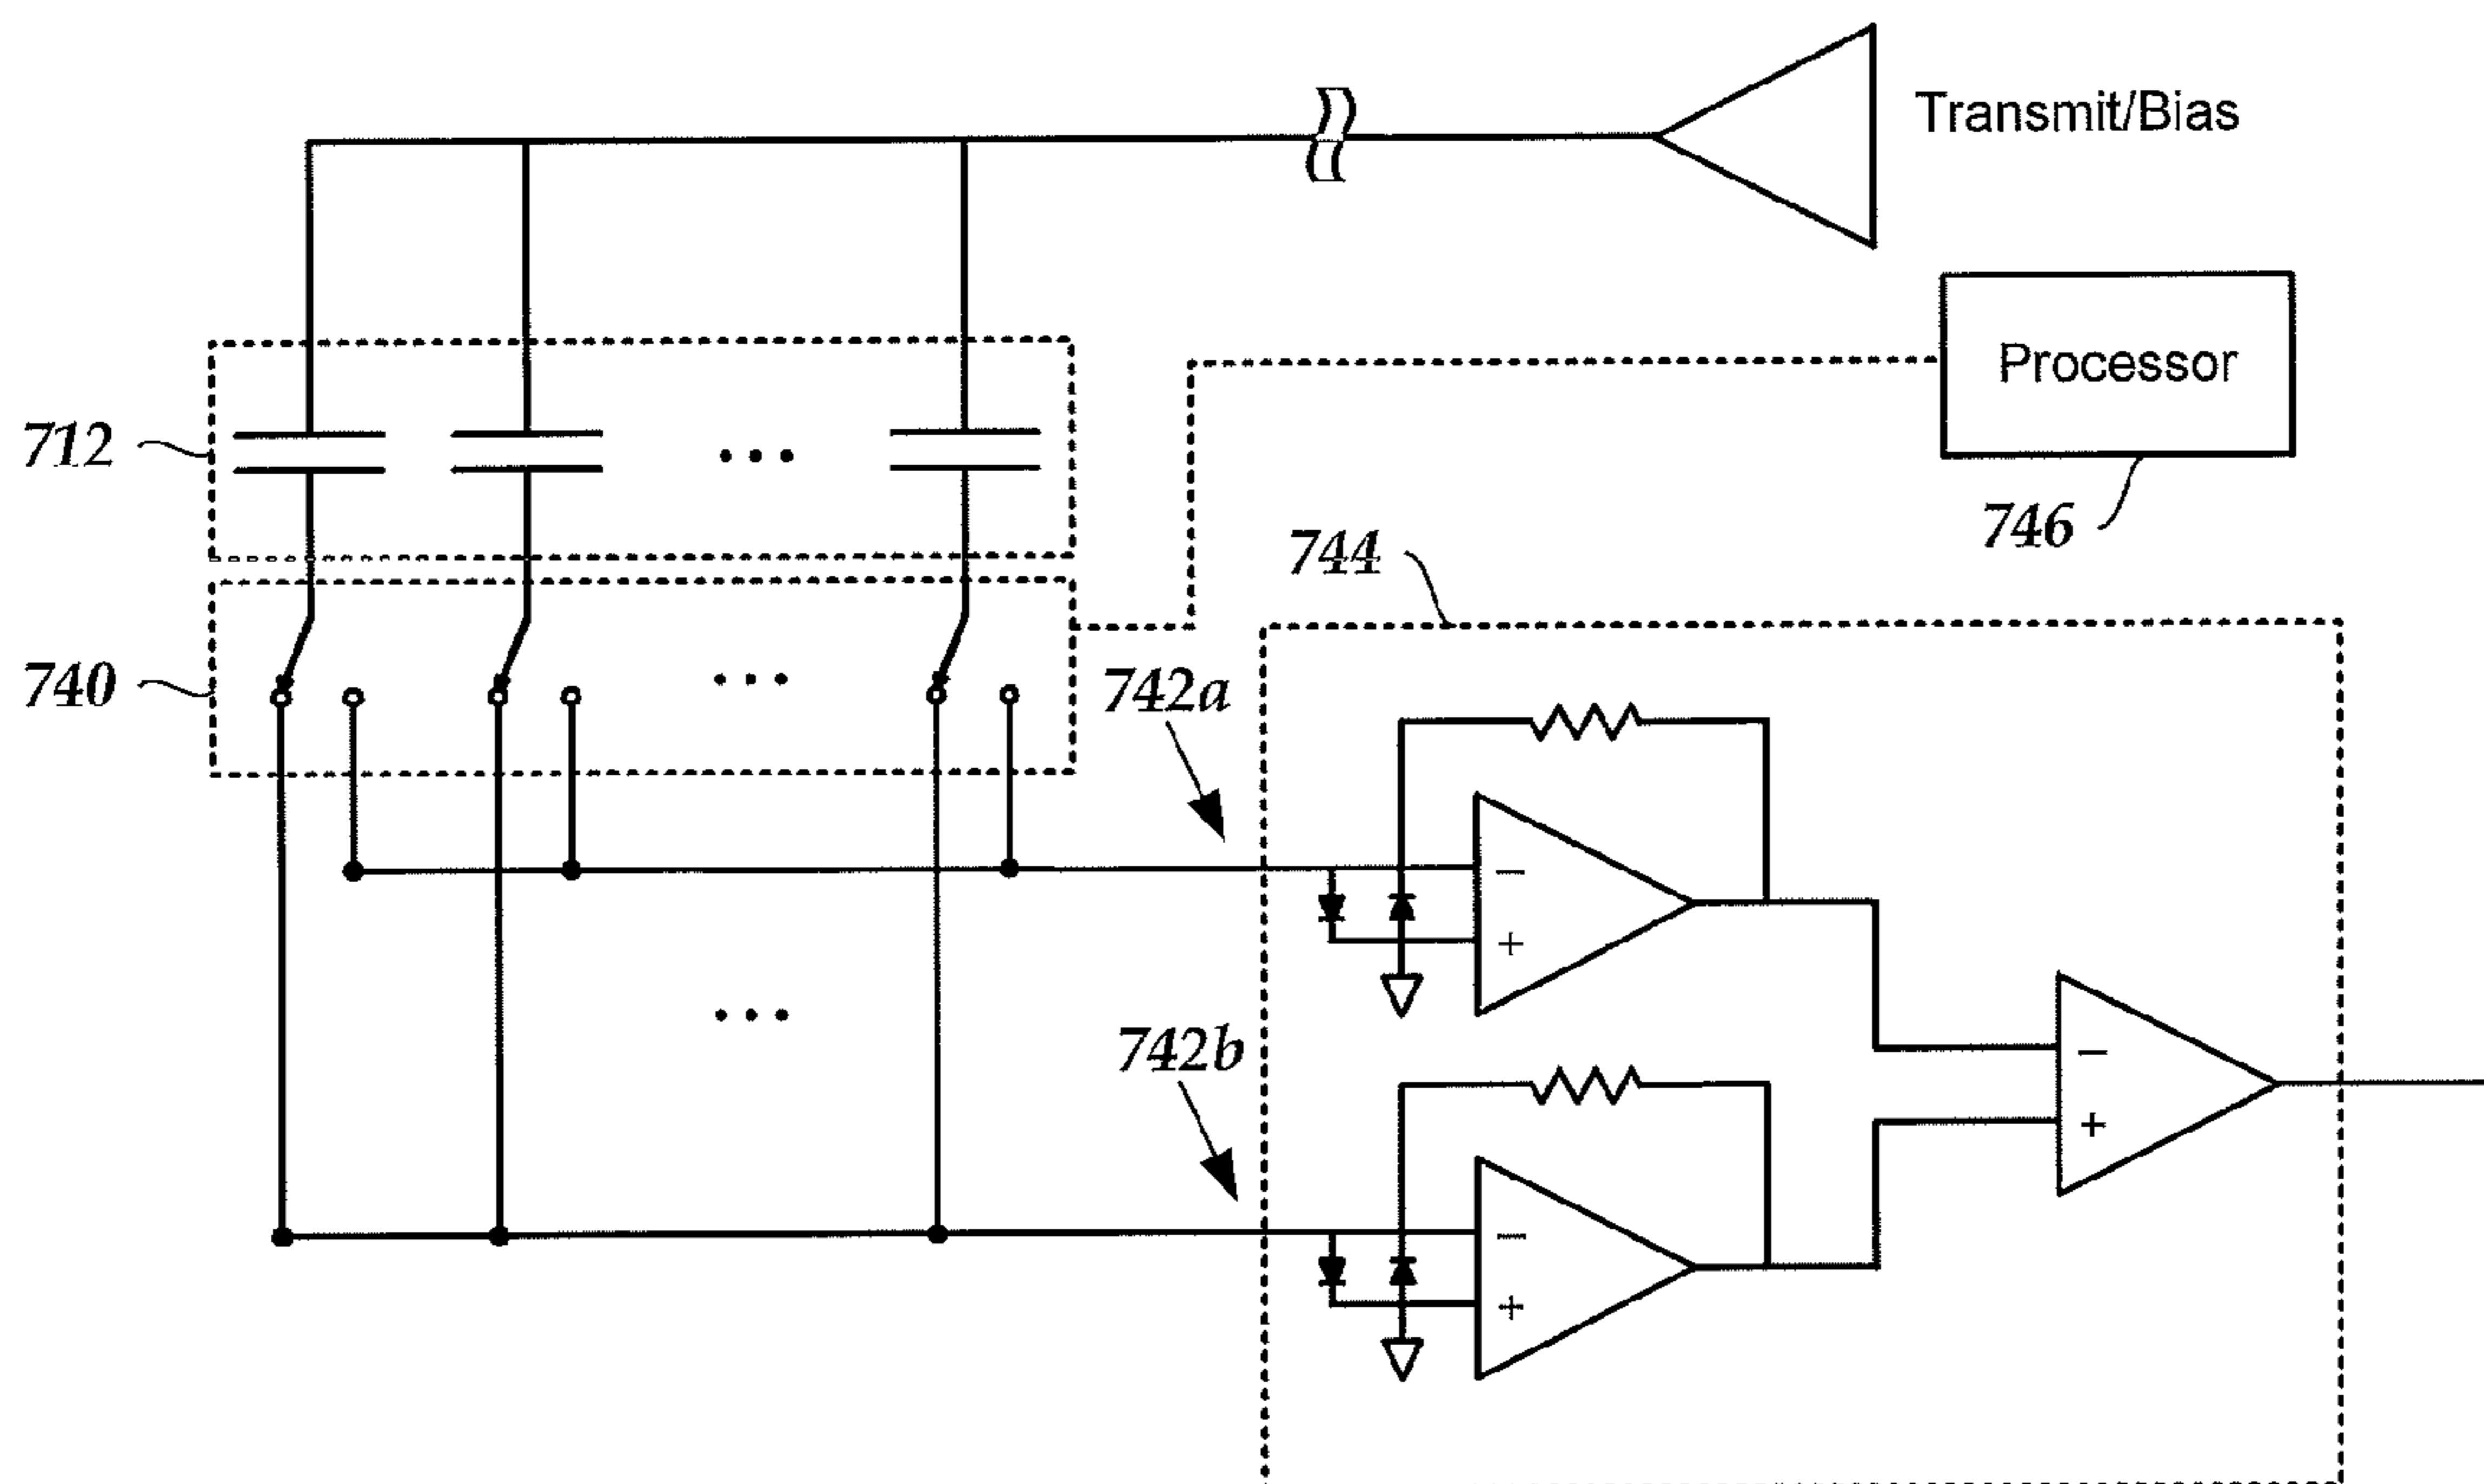 Transmit/Bias
Processor
712
746
744
740
742a
−
+
742b
−
+
−
+